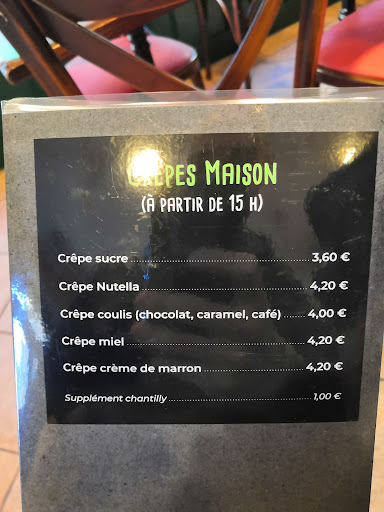 CRÊPES MAISON
(À PARTIR DE 15 H)
Crêpe sucre ........ 3,60 €
Crêpe Nutella ........ 4,20 €
Crêpe coulis (chocolat, caramel, café) ........ 4,00 €
Crêpe miel ........ 4,20 €
Crêpe crème de marron ........ 4,20 €
Supplément chantilly ........ 1,00 €